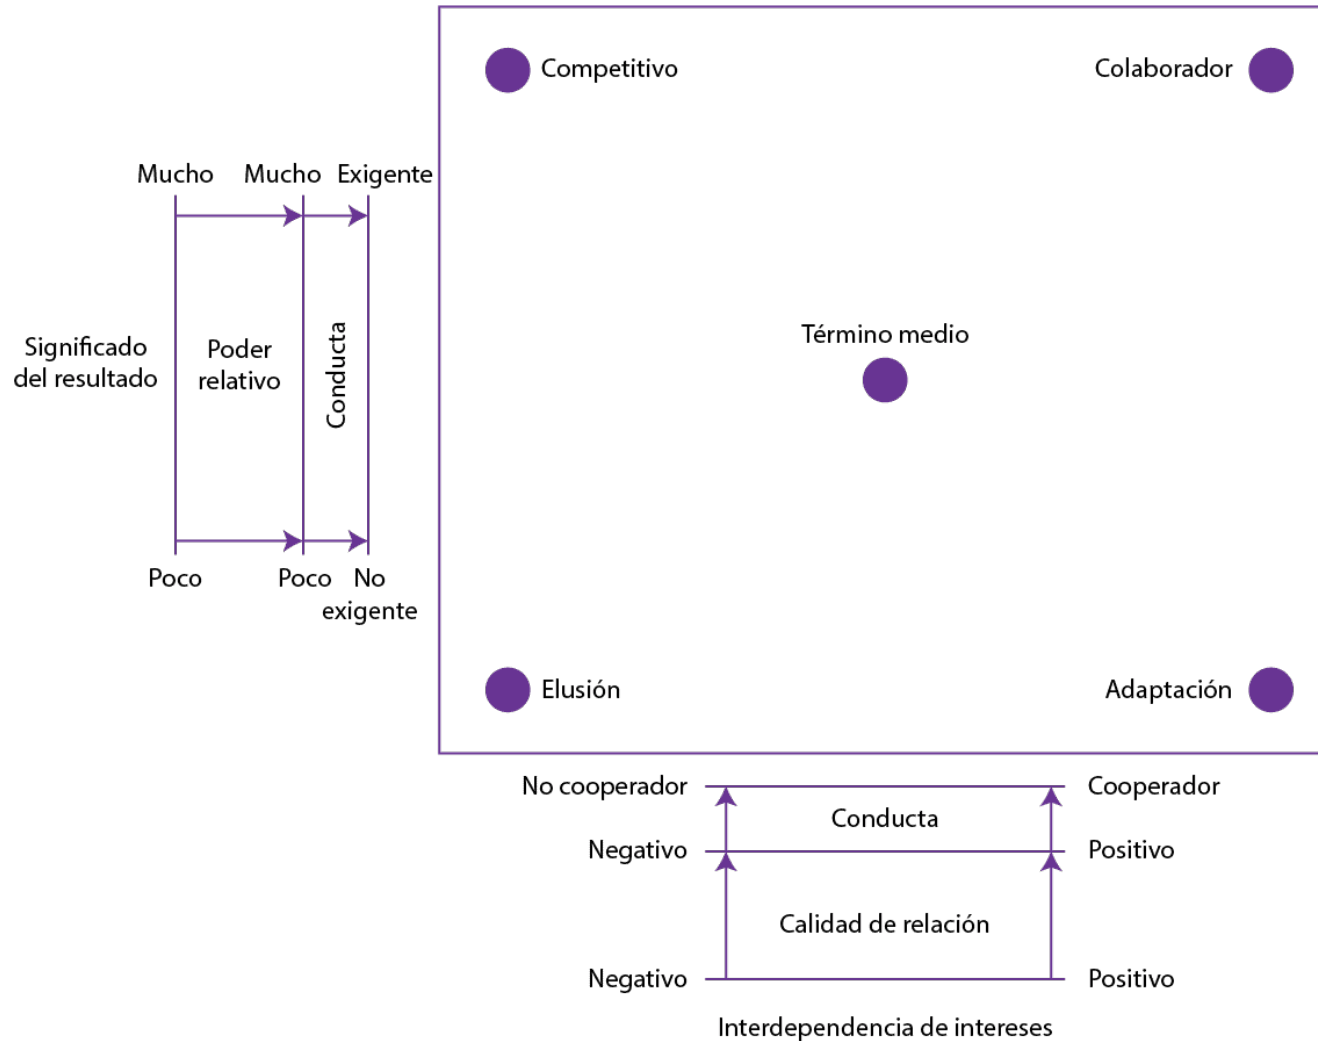 Competitivo
Colaborador
Mucho
Mucho
Exigente
Término medio
Significado
del resultado
Poder
relativo
Conducta
Poco
Poco
No
exigente
Elusión
Adaptación
No cooperador
Cooperador
Conducta
Negativo
Positivo
Calidad de relación
Negativo
Positivo
Interdependencia de intereses